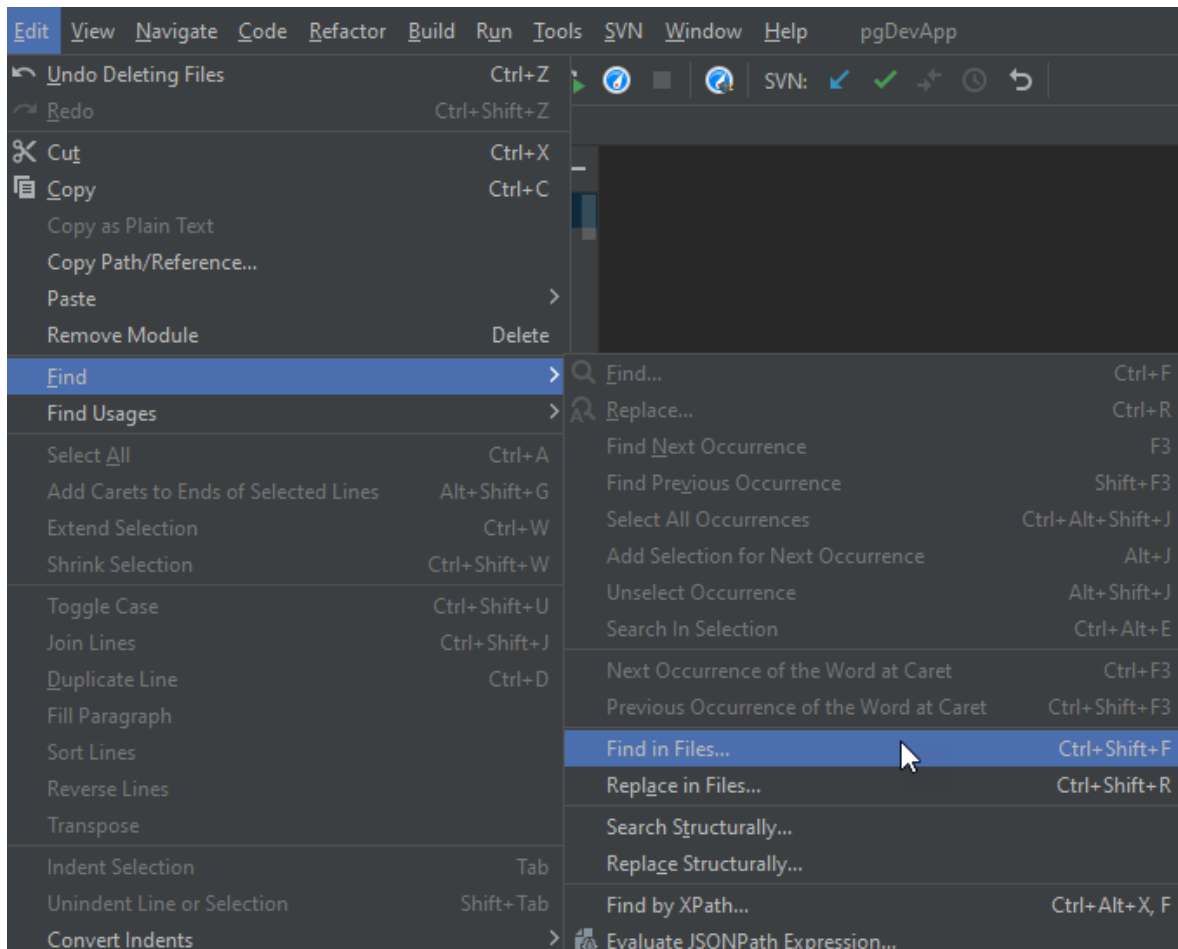 Edit View Navigate Code Refactor Build Run Tools SVN Window Help pgDevApp
Undo Deleting Files Ctrl+Z
SVN:
Redo Ctrl+Shift+Z
Cut Ctrl+X
Copy Ctrl+C
Copy as Plain Text
Copy Path/Reference...
Paste
Remove Module Delete
Find
Find Usages
Select All Ctrl+A
Add Carets to Ends of Selected Lines Alt+Shift+G
Extend Selection Ctrl+W
Shrink Selection Ctrl+Shift+W
Toggle Case Ctrl+Shift+U
Join Lines Ctrl+Shift+J
Duplicate Line Ctrl+D
Fill Paragraph
Sort Lines
Reverse Lines
Transpose
Indent Selection Tab
Unindent Line or Selection Shift+Tab
Convert Indents
Find... Ctrl+F
Replace... Ctrl+R
Find Next Occurrence F3
Find Previous Occurrence Shift+F3
Select All Occurrences Ctrl+Alt+Shift+J
Add Selection for Next Occurrence Alt+J
Unselect Occurrence Alt+Shift+J
Search In Selection Ctrl+Alt+E
Next Occurrence of the Word at Caret Ctrl+F3
Previous Occurrence of the Word at Caret Ctrl+Shift+F3
Find in Files... Ctrl+Shift+F
Replace in Files... Ctrl+Shift+R
Search Structurally...
Replace Structurally...
Find by XPath... Ctrl+Alt+X, F
Evaluate JSONPath Expression...